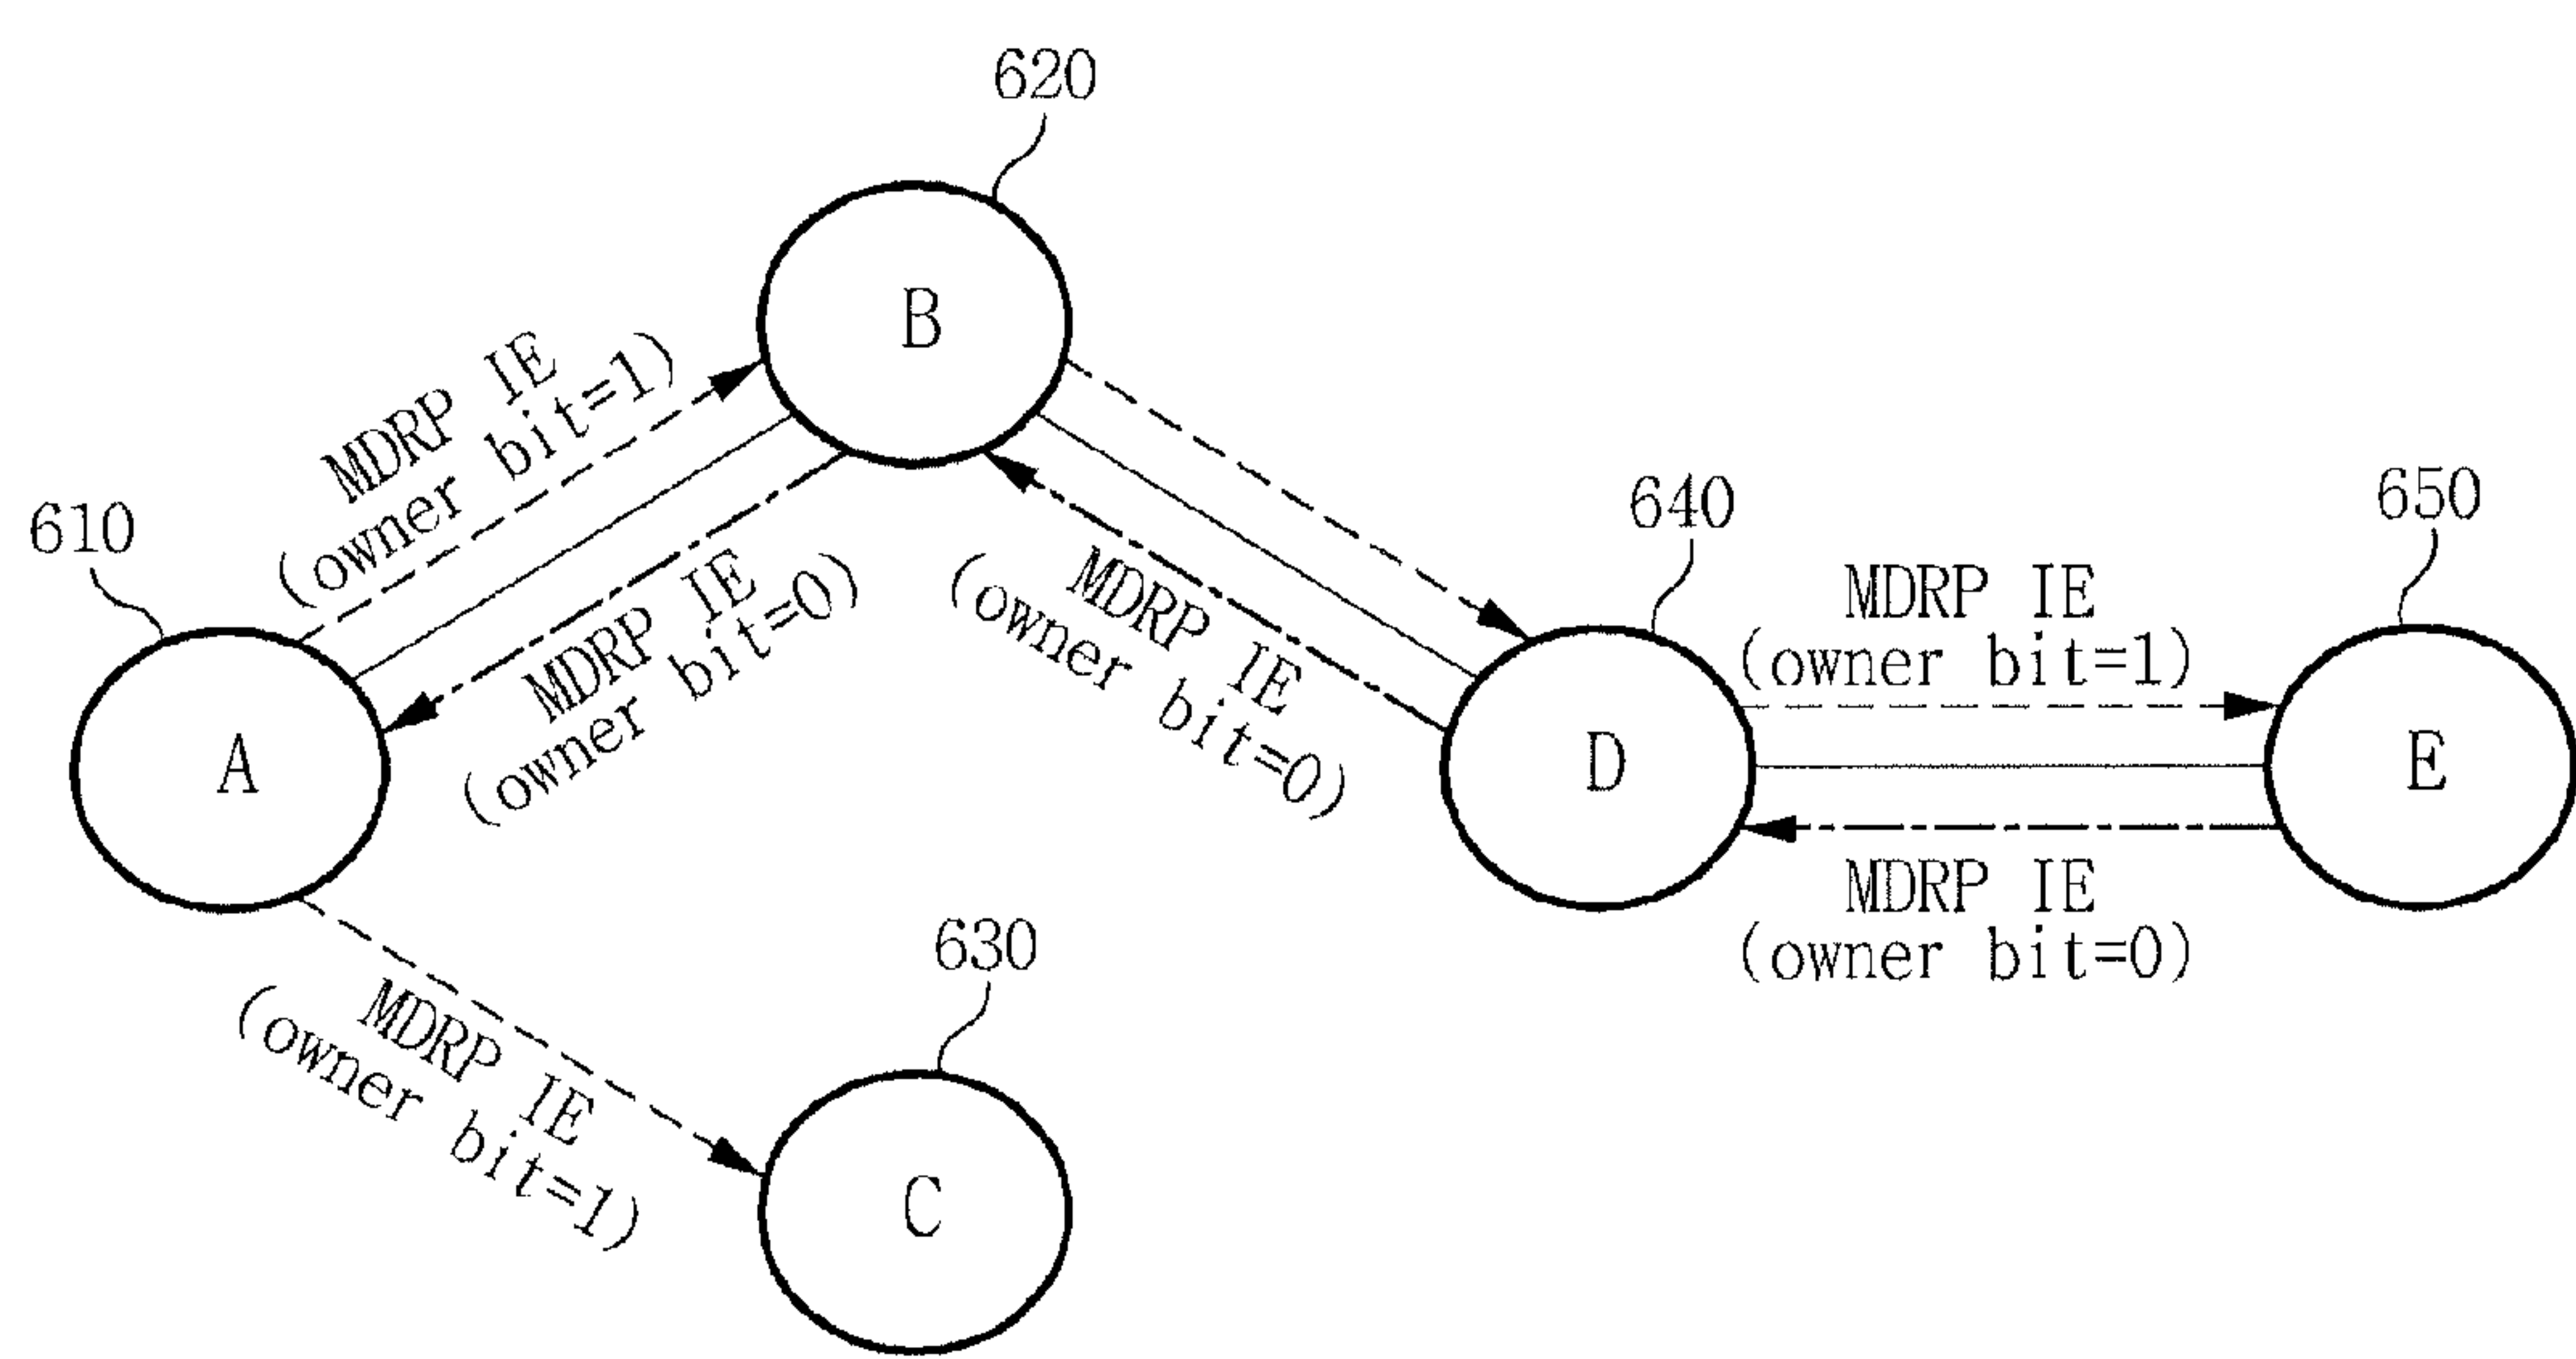 620
B
MDRP IE
(owner bit=1)
610
MDRP IE
(owner bit=0)
MDRP IE
(owner bit=0)
640
650
MDRP IE
(owner bit=1)
A
D
E
MDRP IE
(owner bit=0)
630
MDRP IE
(owner bit=1)
C